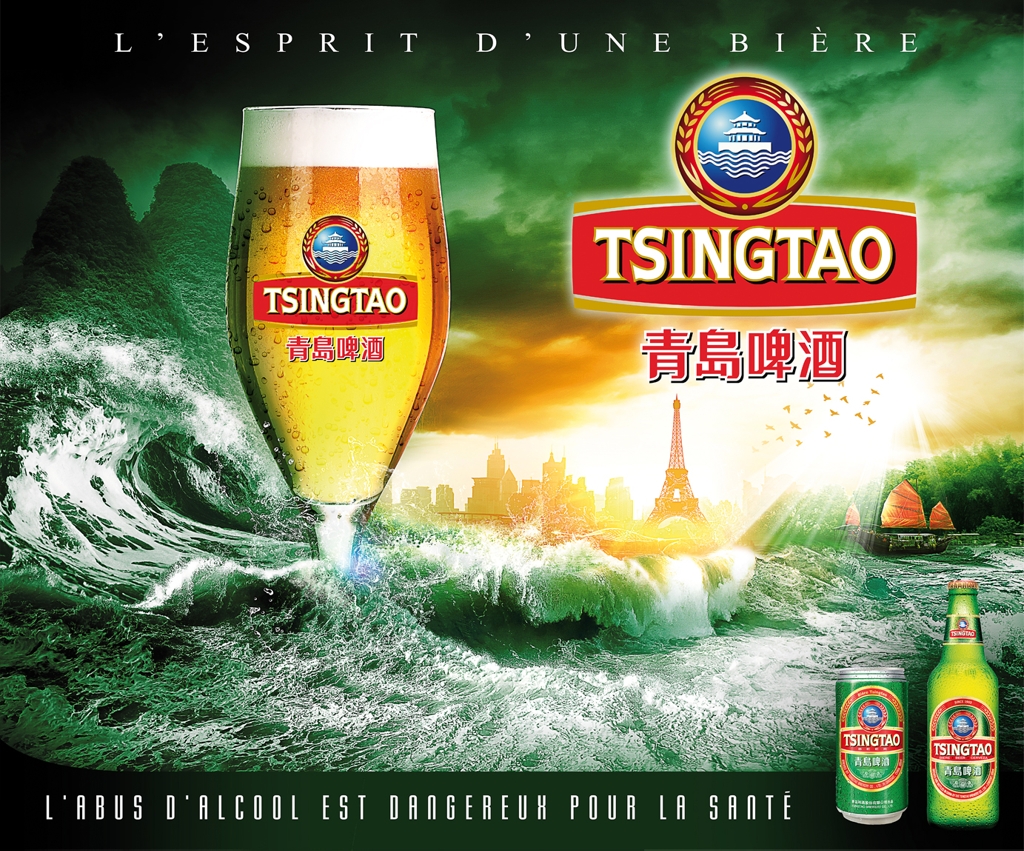 L'ESPRIT D'UNE BIÈRE
TSINGTAO
青島啤酒
TSINGTAO
青島啤酒
TSINGTAO
TSINGTAO
青島啤酒
TSINGTAO
青島啤酒
L'ABUS D'ALCOOL EST DANGEREUX POUR LA SANTÉ